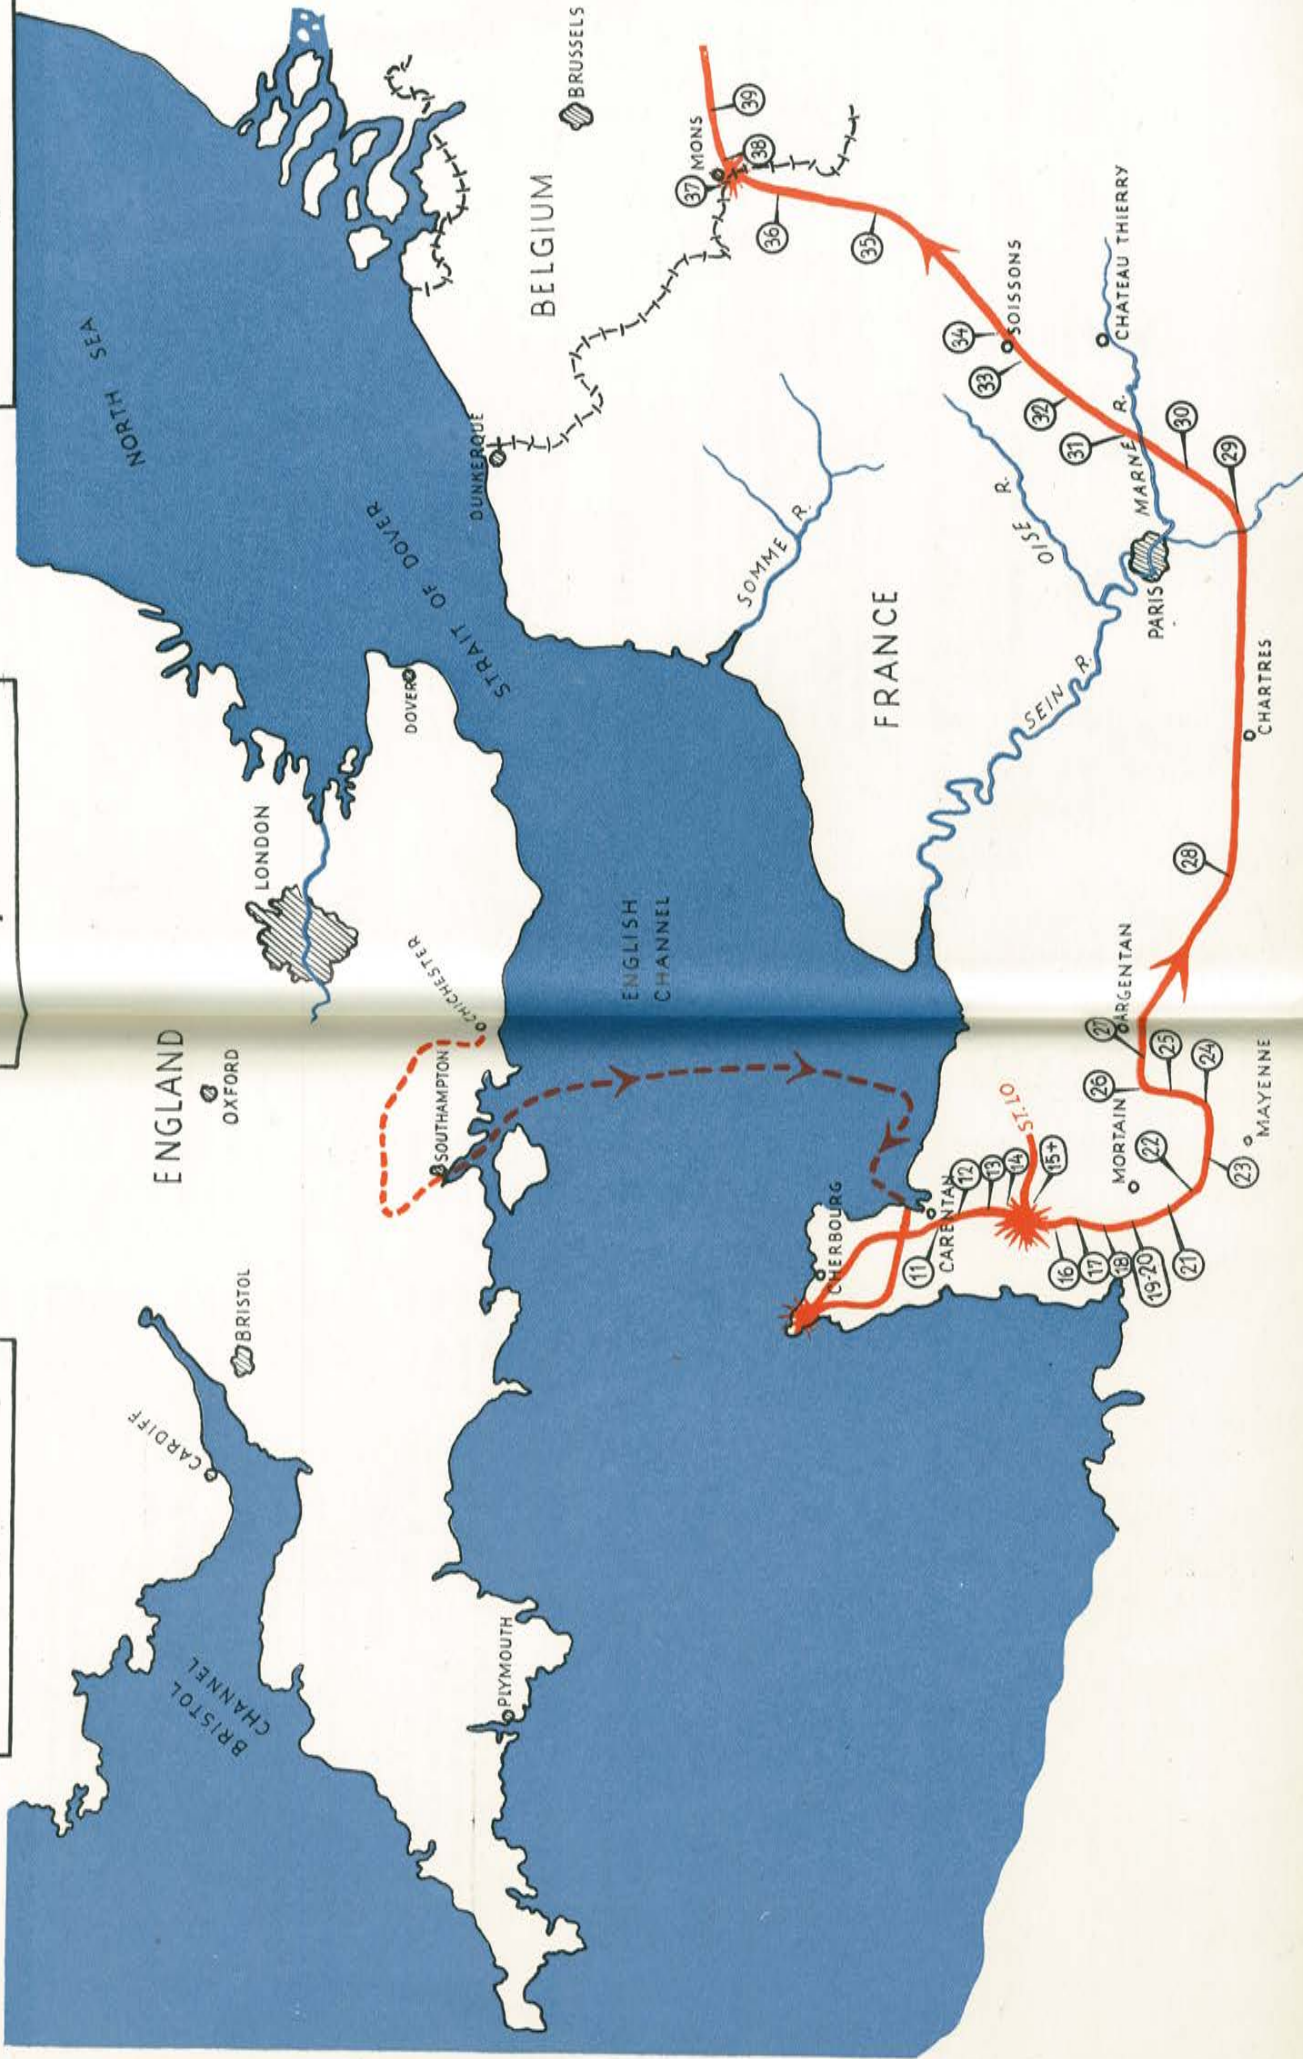 NORTH SEA
CARDIFF
BRISTOL
CHANNEL
BRISTOL
ENGLAND
OXFORD
LONDON
CHICHESTER
SOUTHAMPTON
DOVER
STRAIT OF DOVER
PLYMOUTH
DUNKERQUE
BELGIUM
BRUSSELS
ENGLISH
CHANNEL
SOMME R.
FRANCE
SEIN R.
OISE R.
PARIS
MARNE R.
CHATEAU THIERRY
SOISSONS
MONS
CHERBOURG
CARENTAN
ST. LO
MORTAIN
MAYENNE
ARGENTAN
CHARTRES
11
12
13
14
15+
16
17
18
19-20
21
22
23
24
25
26
27
28
29
30
31
32
33
34
35
36
37
38
39